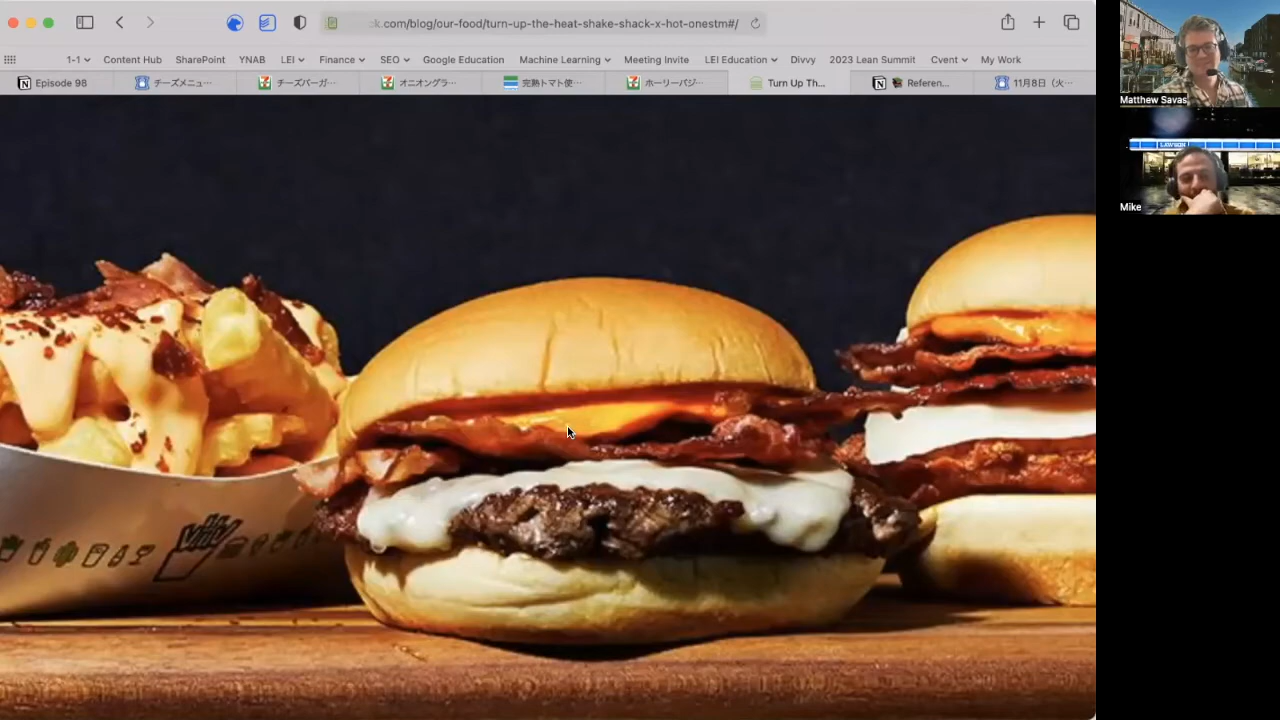 ck.com/blog/our-food/turn-up-the-heat-shake-shack-x-hot-onestm#/
1-1 Content Hub SharePoint YNAB LEI Finance SEO Google Education Machine Learning Meeting Invite LEI Education Divvy 2023 Lean Summit Cvent My Work
Episode 98 チーズメニュ… チーズバーガ… オニオングラ… 完熟トマト使… ホーリーバジ… Turn Up Th... Referen... 11月8日（火…
Matthew Savas
LAWSON
Mike